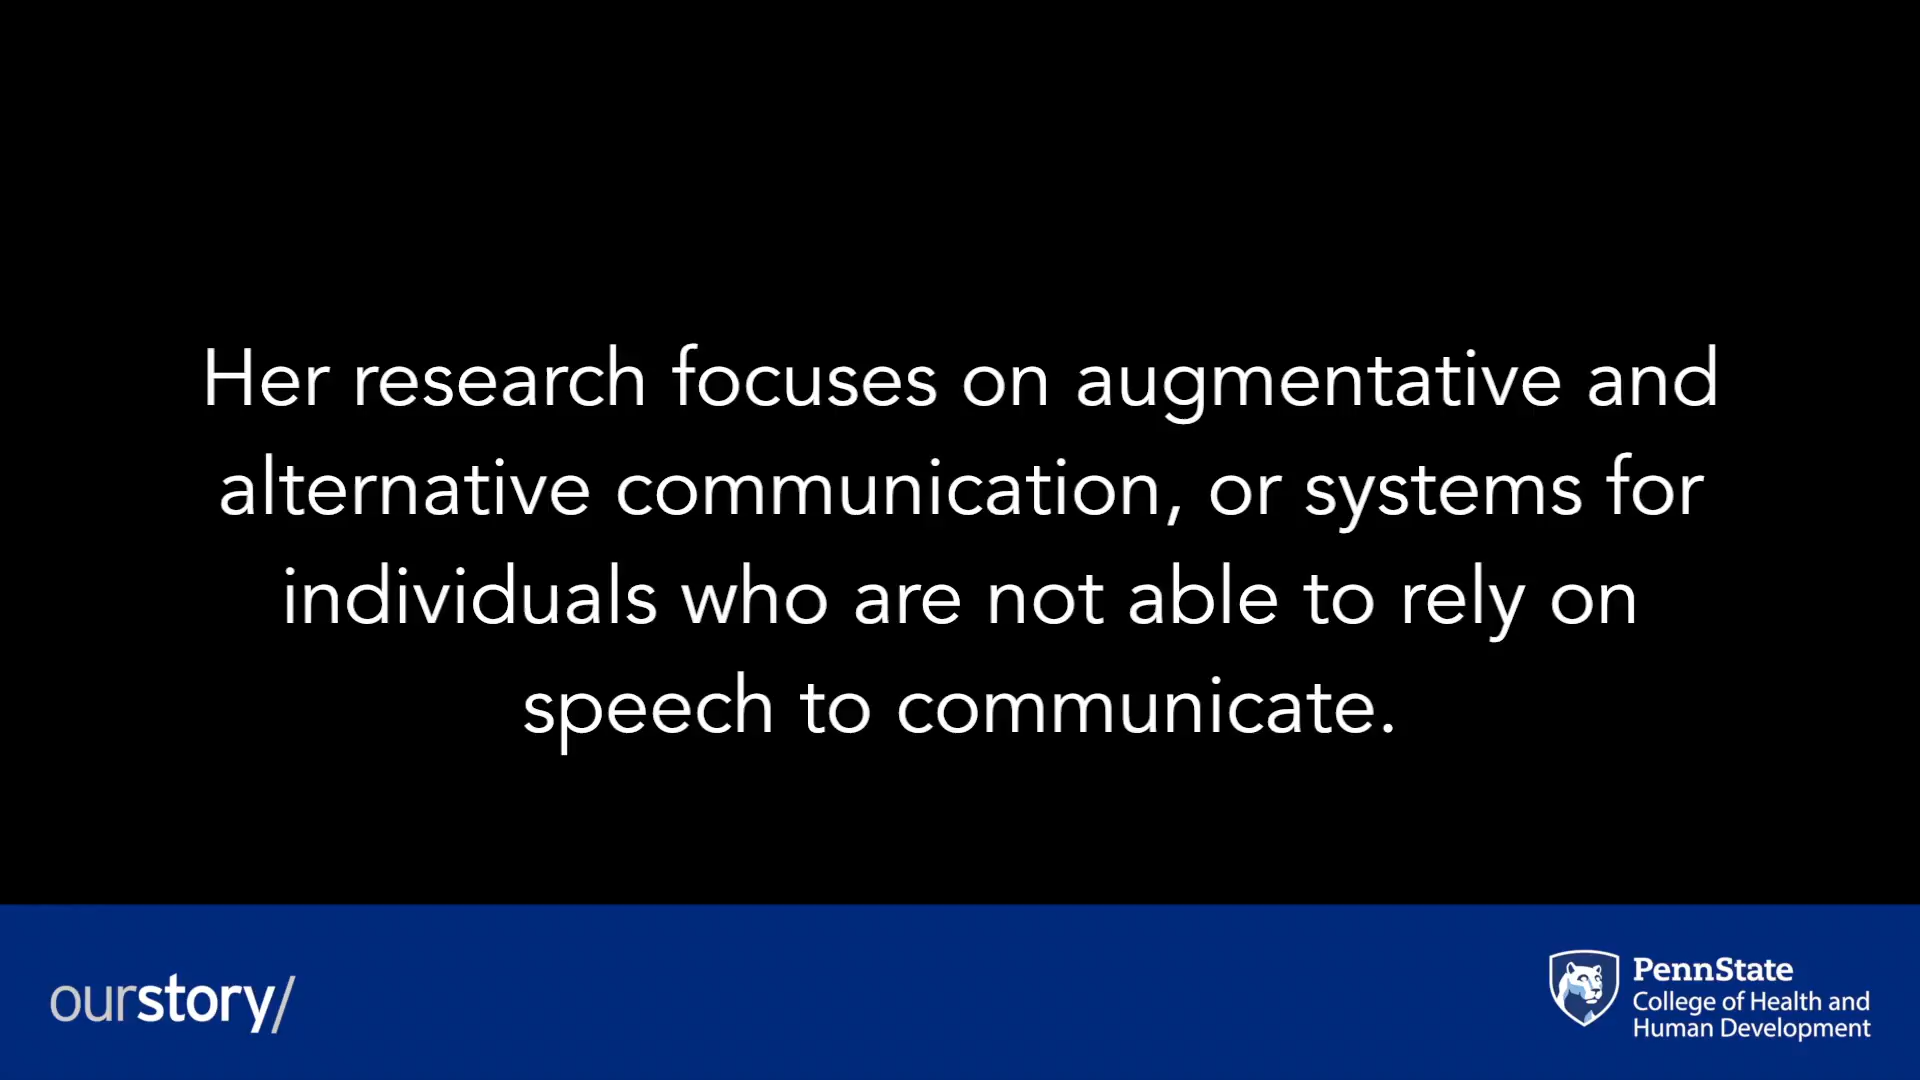 Her research focuses on augmentative and
alternative communication, or systems for
individuals who are not able to rely on
speech to communicate.
ourstory/
PennState
College of Health and
Human Development